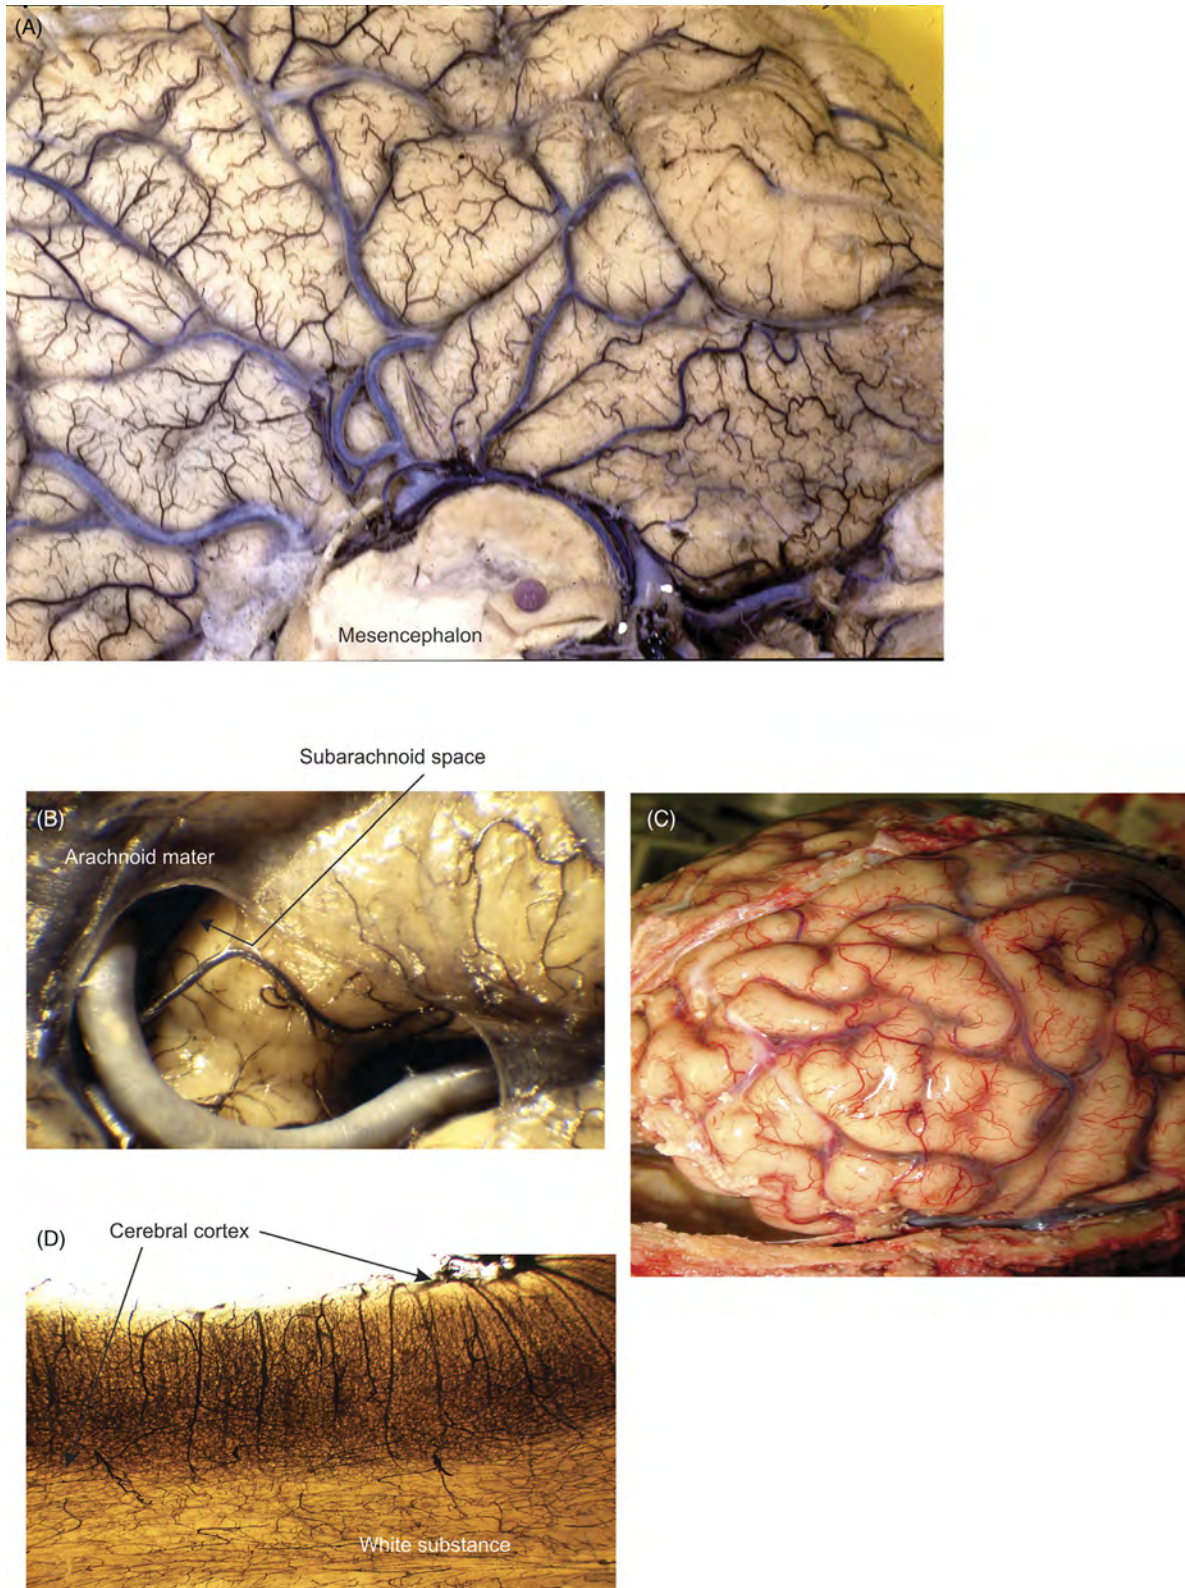 (A)
Mesencephalon
Subarachnoid space
(B)
Arachnoid mater
(C)
(D)
Cerebral cortex
White substance